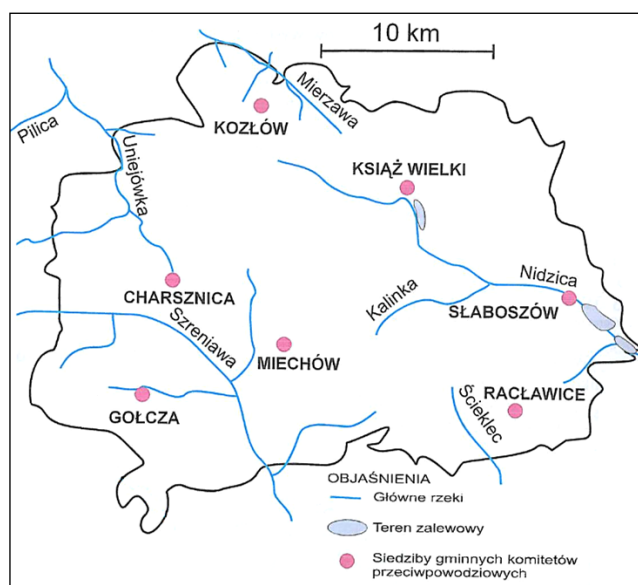 10 km
Mierzawa
KOZŁÓW
Pilica
Uniejówka
KSIĄŻ WIELKI
CHARSZNICA
Nidzica
Kalinka
SŁABOSZÓW
Szreniawa
MIECHÓW
RACŁAWICE
GOŁCZA
Ścieklec
OBJAŚNIENIA
Główne rzeki
Teren zalewowy
Siedziby gminnych komitetów
przeciwpowodziowych